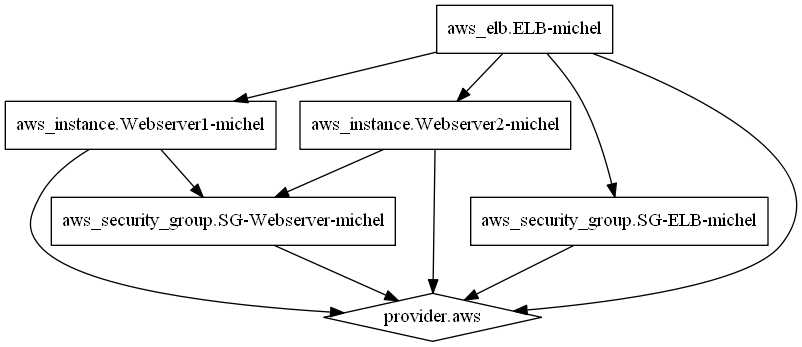 aws_elb.ELB-michel
aws_instance.Webserver1-michel
aws_instance.Webserver2-michel
aws_security_group.SG-Webserver-michel
aws_security_group.SG-ELB-michel
provider.aws